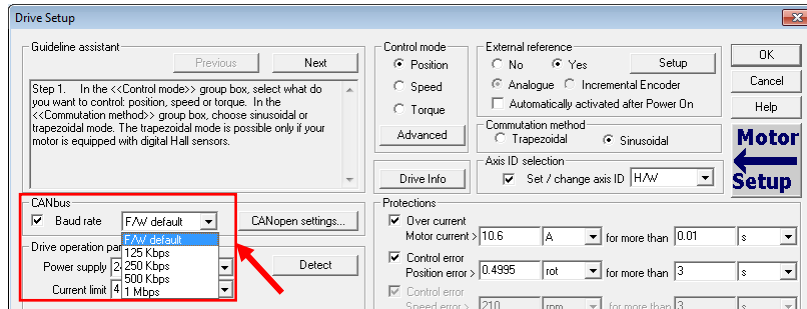 Drive Setup
Guideline assistant
Previous
Next
Step 1. In the <<Control mode>> group box, select what do
you want to control: position, speed or torque. In the
<<Commutation method>> group box, choose sinusoidal or
trapezoidal mode. The trapezoidal mode is possible only if your
motor is equipped with digital Hall sensors.
Control mode
Position
Speed
Torque
Advanced
External reference
No
Yes
Setup
Analogue
Incremental Encoder
Automatically activated after Power On
Commutation method
Trapezoidal
Sinusoidal
OK
Cancel
Help
Motor
Setup
Drive Info
Axis ID selection
Set / change axis ID
H/W
CANbus
Baud rate
F/W default
CANopen settings...
F/W default
125 Kbps
250 Kbps
500 Kbps
1 Mbps
Drive operation par
Power supply 2
Detect
Current limit 4
Protections
Over current
Motor current > 10.6 A for more than 0.01 s
Control error
Position error > 0.4995 rot for more than 3 s
Control error
Speed error > 210 rpm for more than 3 s